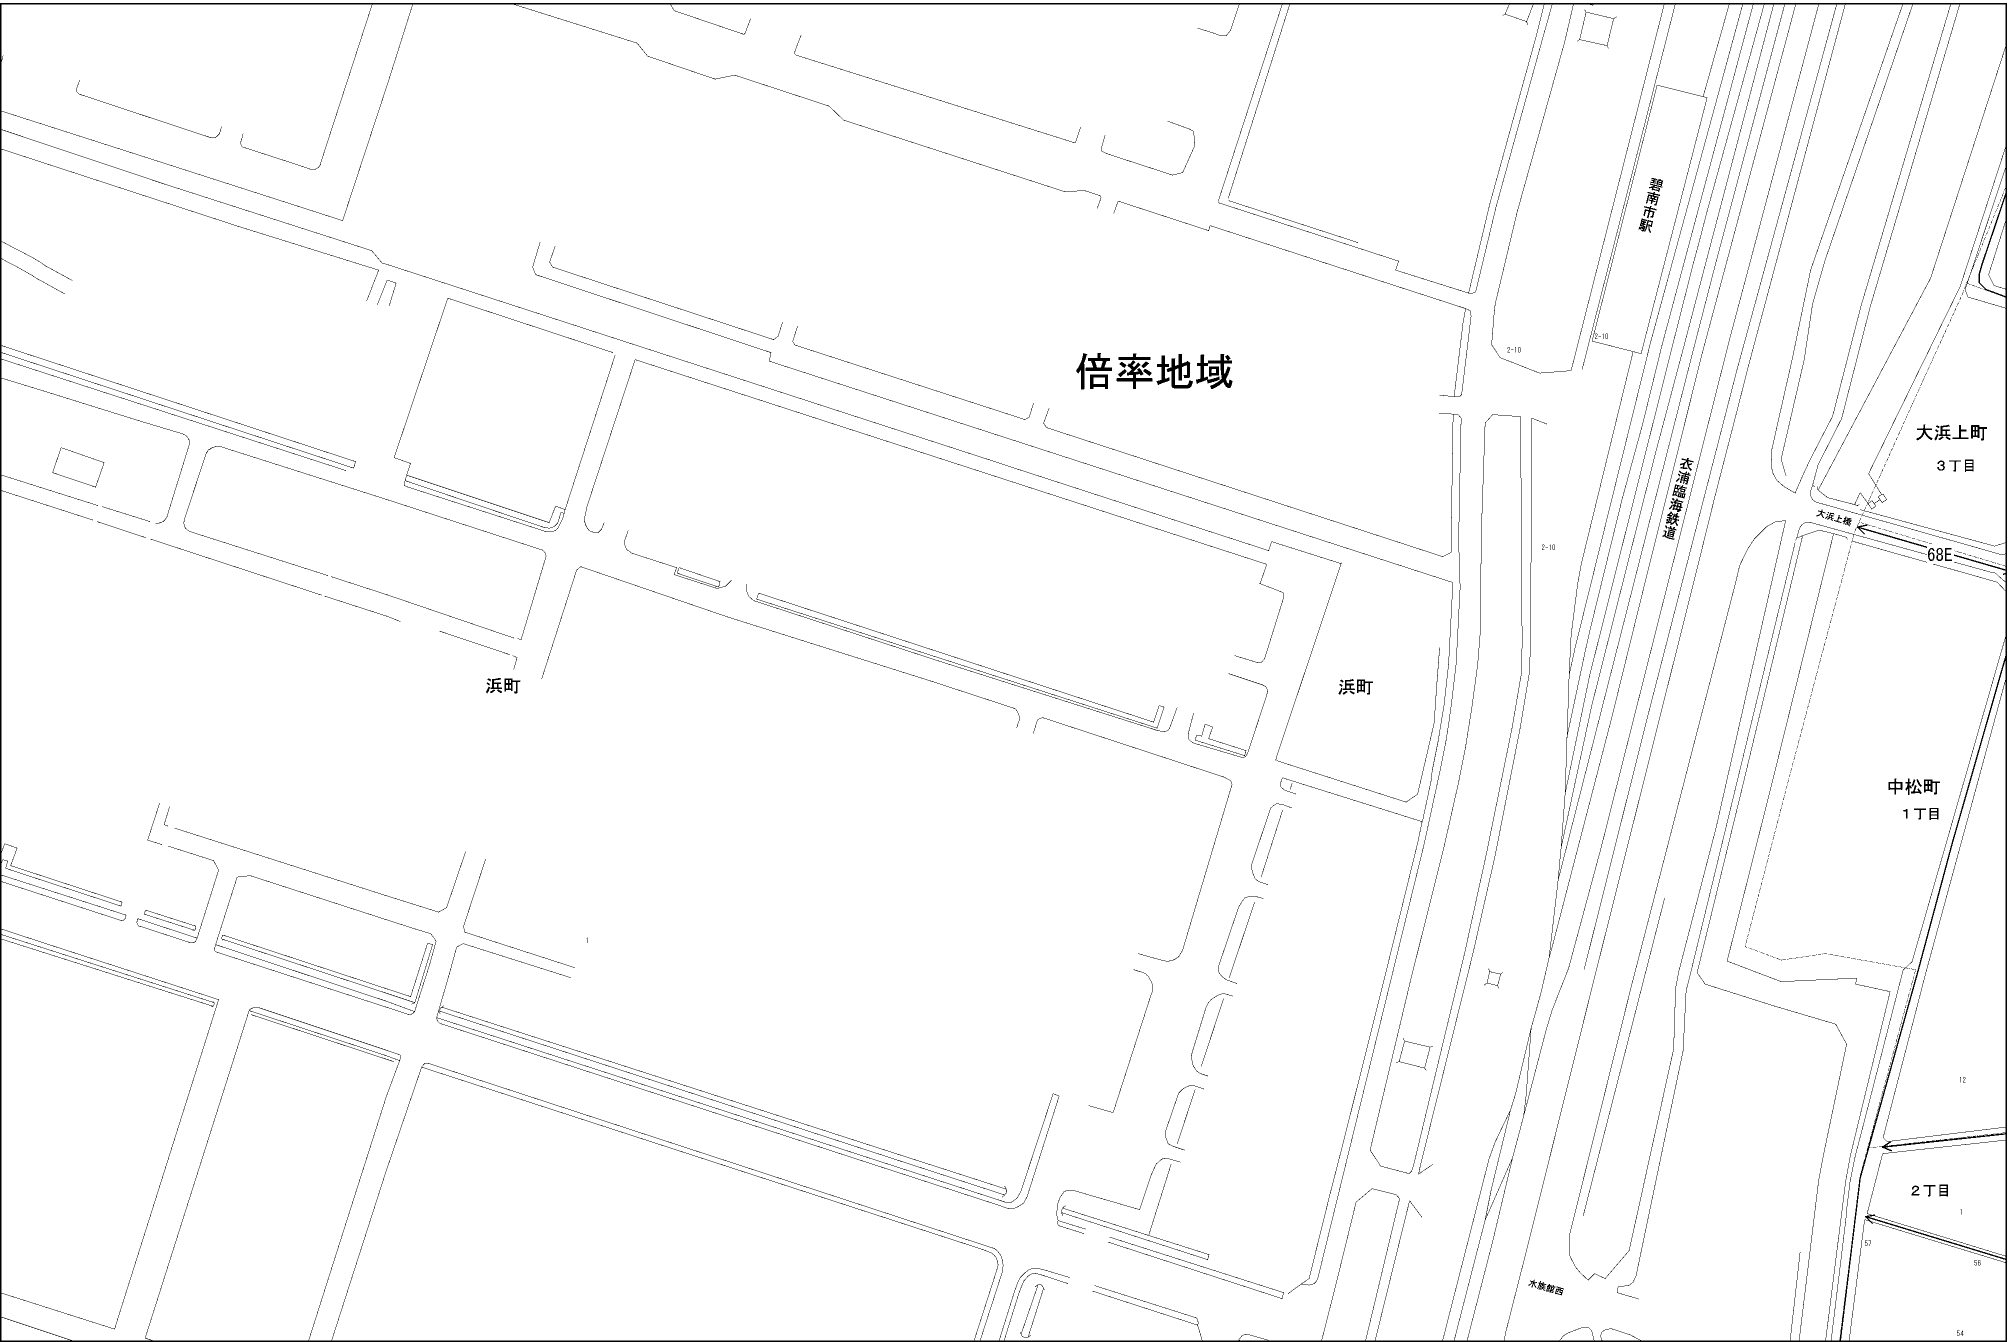 碧南市駅
2-10
2-10
倍率地域
大浜上町
3丁目
衣浦臨海鉄道
大浜上橋
2-10
68E
浜町
浜町
中松町
1丁目
1
12
2丁目
1
57
56
水族館西
54